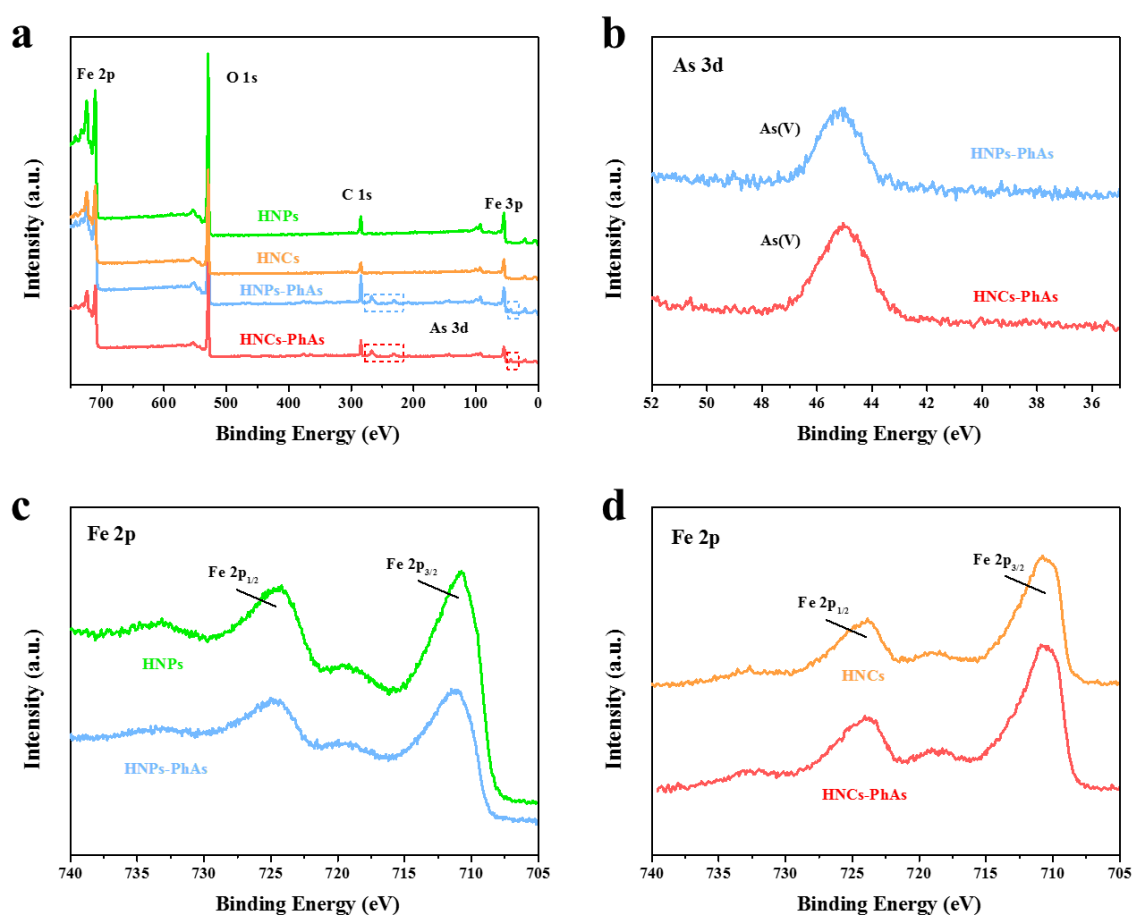 a
Fe 2p
O 1s
C 1s
Fe 3p
HNPs
HNCs
HNPs-PhAs
As 3d
HNCs-PhAs
Intensity (a.u.)
700 600 500 400 300 200 100 0
Binding Energy (eV)
b
As 3d
As(V)
HNPs-PhAs
As(V)
HNCs-PhAs
Intensity (a.u.)
52 50 48 46 44 42 40 38 36
Binding Energy (eV)
c
Fe 2p
Fe 2p3/2
Fe 2p1/2
HNPs
HNPs-PhAs
Intensity (a.u.)
740 735 730 725 720 715 710 705
Binding Energy (eV)
d
Fe 2p
Fe 2p3/2
Fe 2p1/2
HNCs
HNCs-PhAs
Intensity (a.u.)
740 735 730 725 720 715 710 705
Binding Energy (eV)